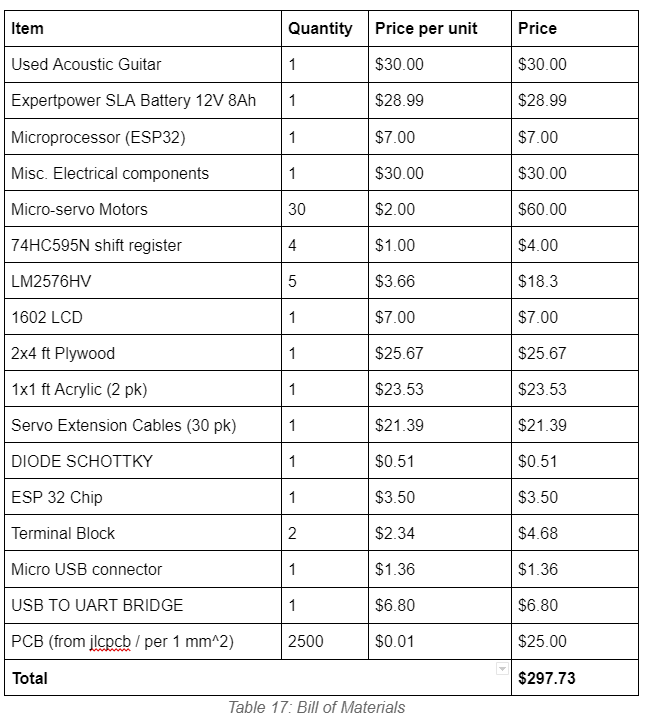 Item Quantity Price per unit Price
Used Acoustic Guitar 1 $30.00 $30.00
Expertpower SLA Battery 12V 8Ah 1 $28.99 $28.99
Microprocessor (ESP32) 1 $7.00 $7.00
Misc. Electrical components 1 $30.00 $30.00
Micro-servo Motors 30 $2.00 $60.00
74HC595N shift register 4 $1.00 $4.00
LM2576HV 5 $3.66 $18.3
1602 LCD 1 $7.00 $7.00
2x4 ft Plywood 1 $25.67 $25.67
1x1 ft Acrylic (2 pk) 1 $23.53 $23.53
Servo Extension Cables (30 pk) 1 $21.39 $21.39
DIODE SCHOTTKY 1 $0.51 $0.51
ESP 32 Chip 1 $3.50 $3.50
Terminal Block 2 $2.34 $4.68
Micro USB connector 1 $1.36 $1.36
USB TO UART BRIDGE 1 $6.80 $6.80
PCB (from jlcpcb / per 1 mm^2) 2500 $0.01 $25.00
Total $297.73
Table 17: Bill of Materials